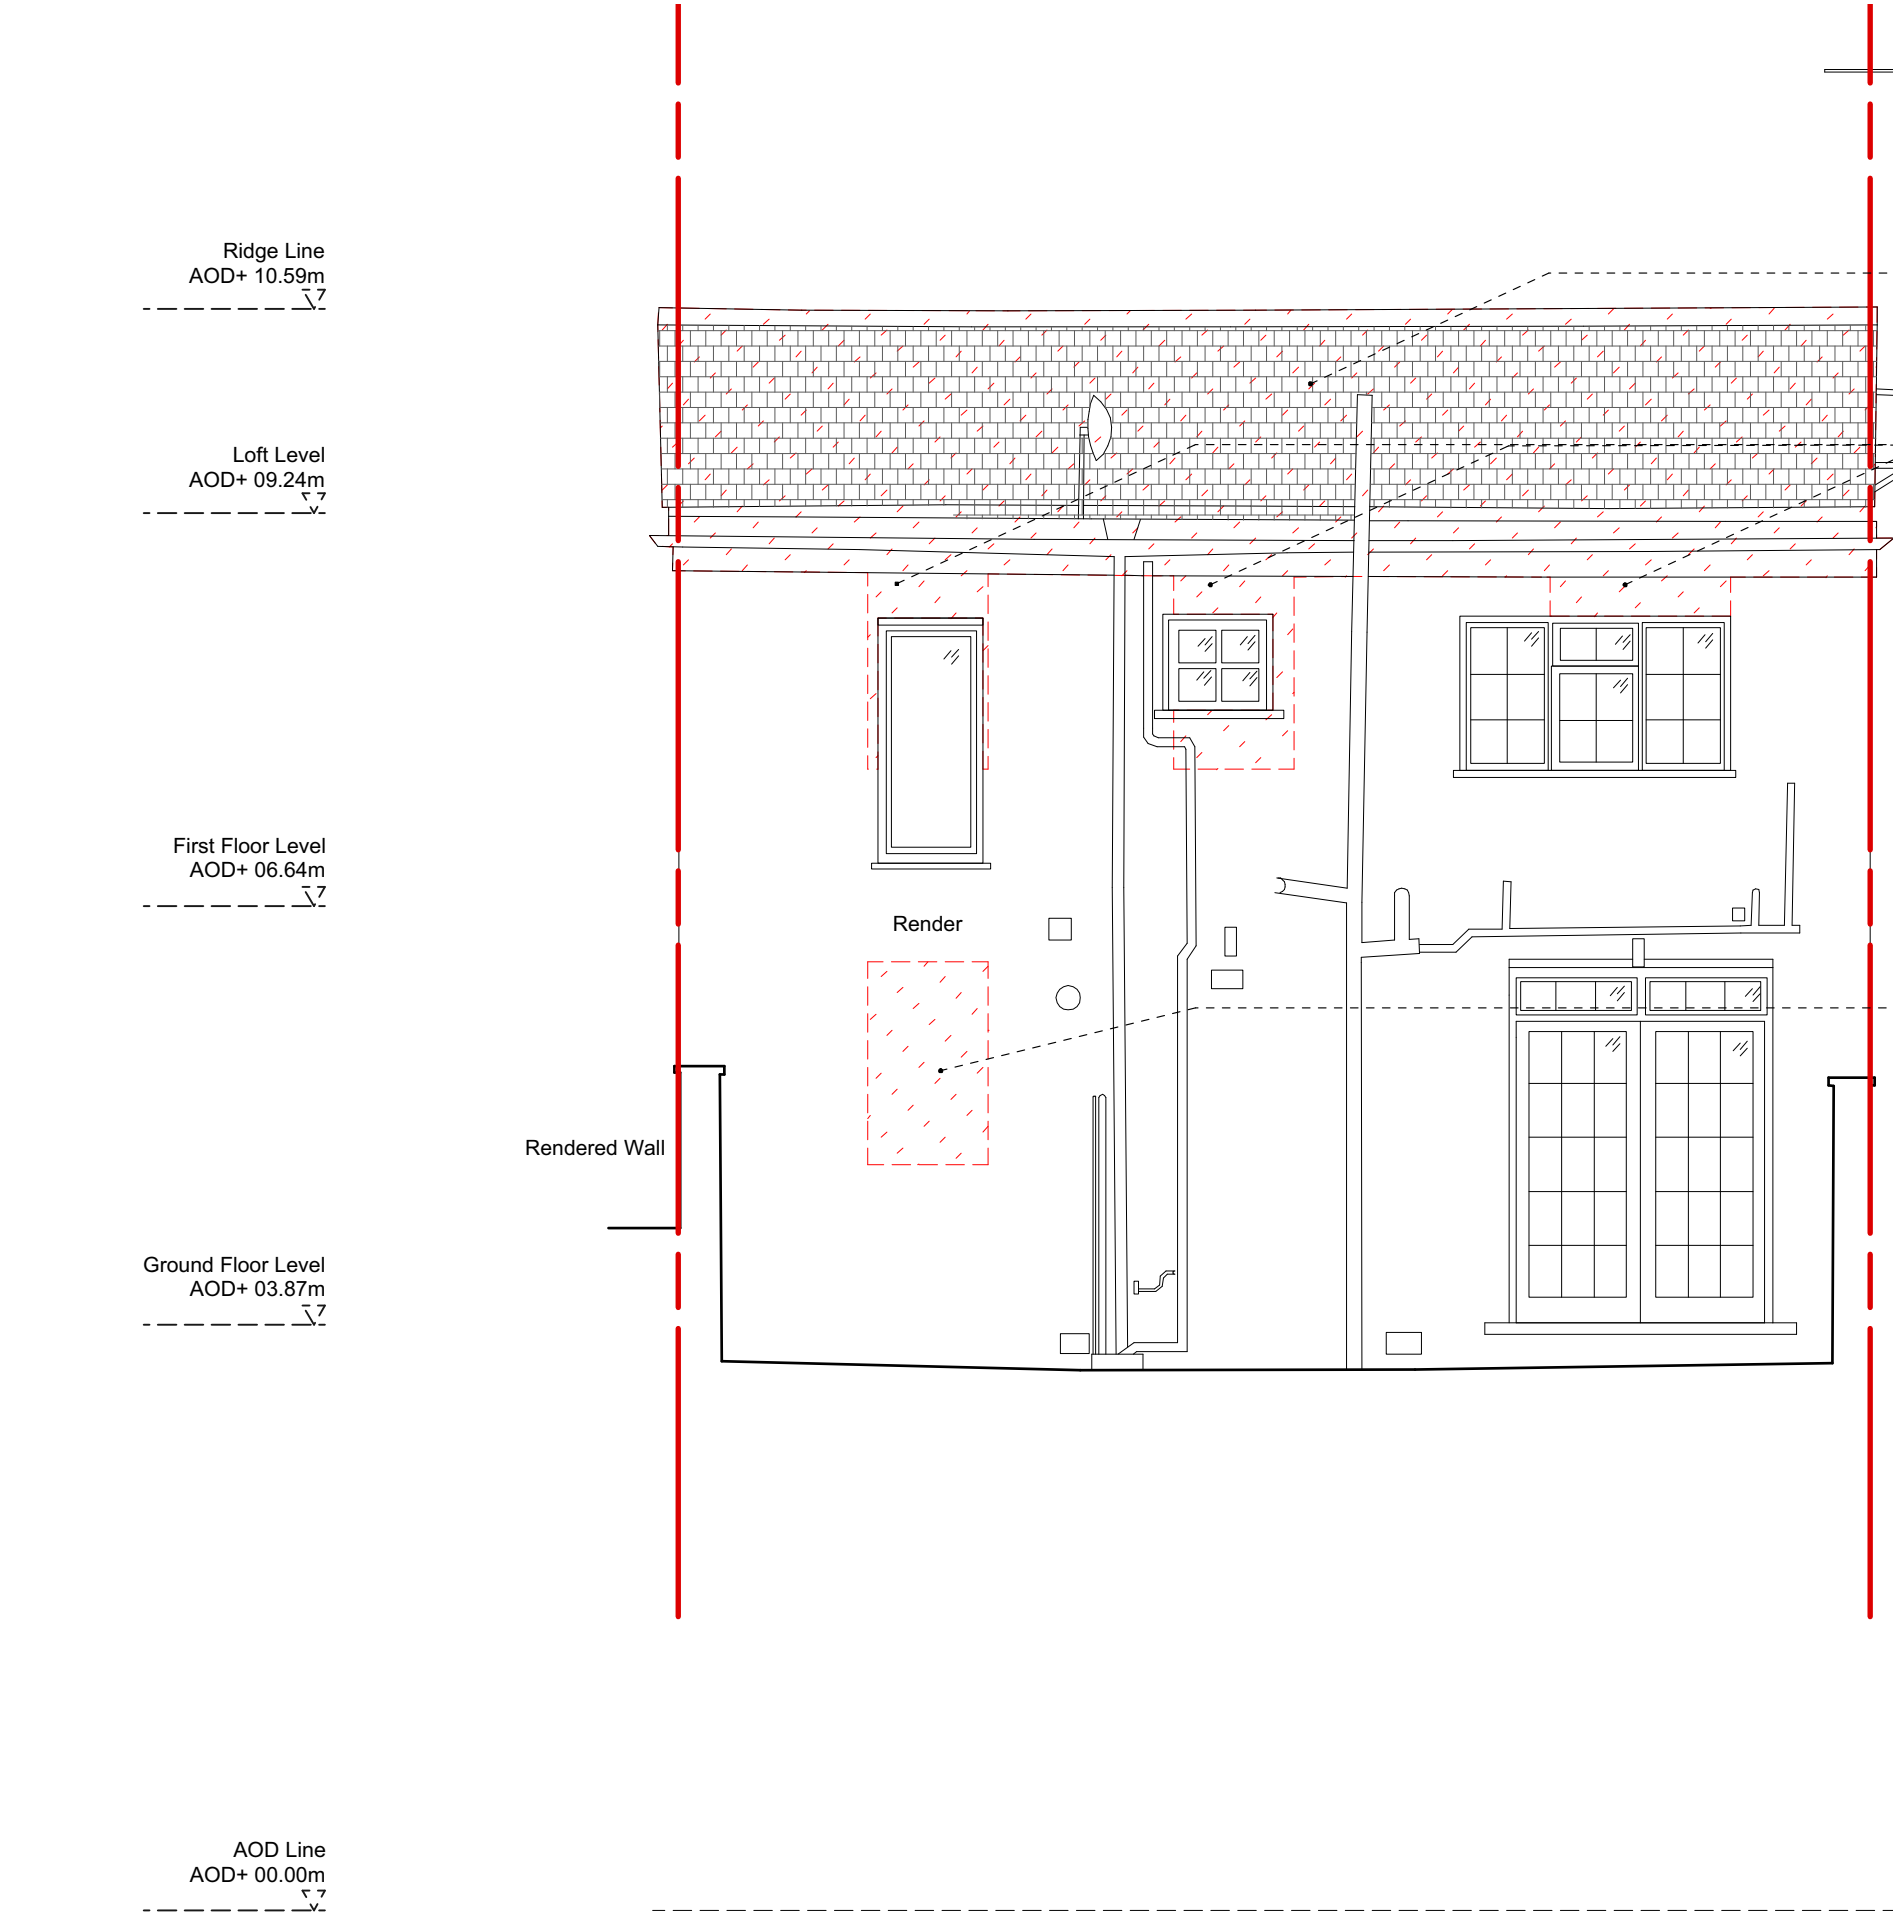 Ridge Line
AOD+ 10.59m
Loft Level
AOD+ 09.24m
First Floor Level
AOD+ 06.64m
Render
Rendered Wall
Ground Floor Level
AOD+ 03.87m
AOD Line
AOD+ 00.00m